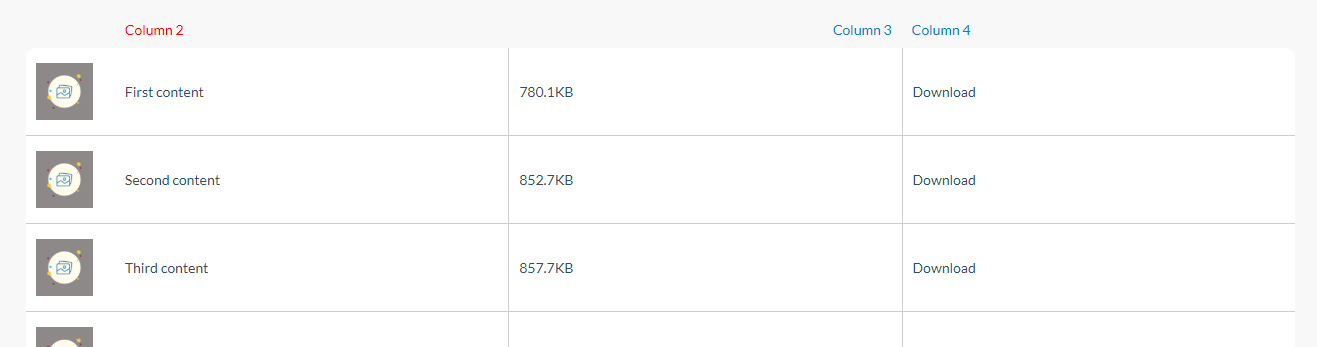 Column 2 Column 3 Column 4
First content 780.1KB Download
Second content 852.7KB Download
Third content 857.7KB Download